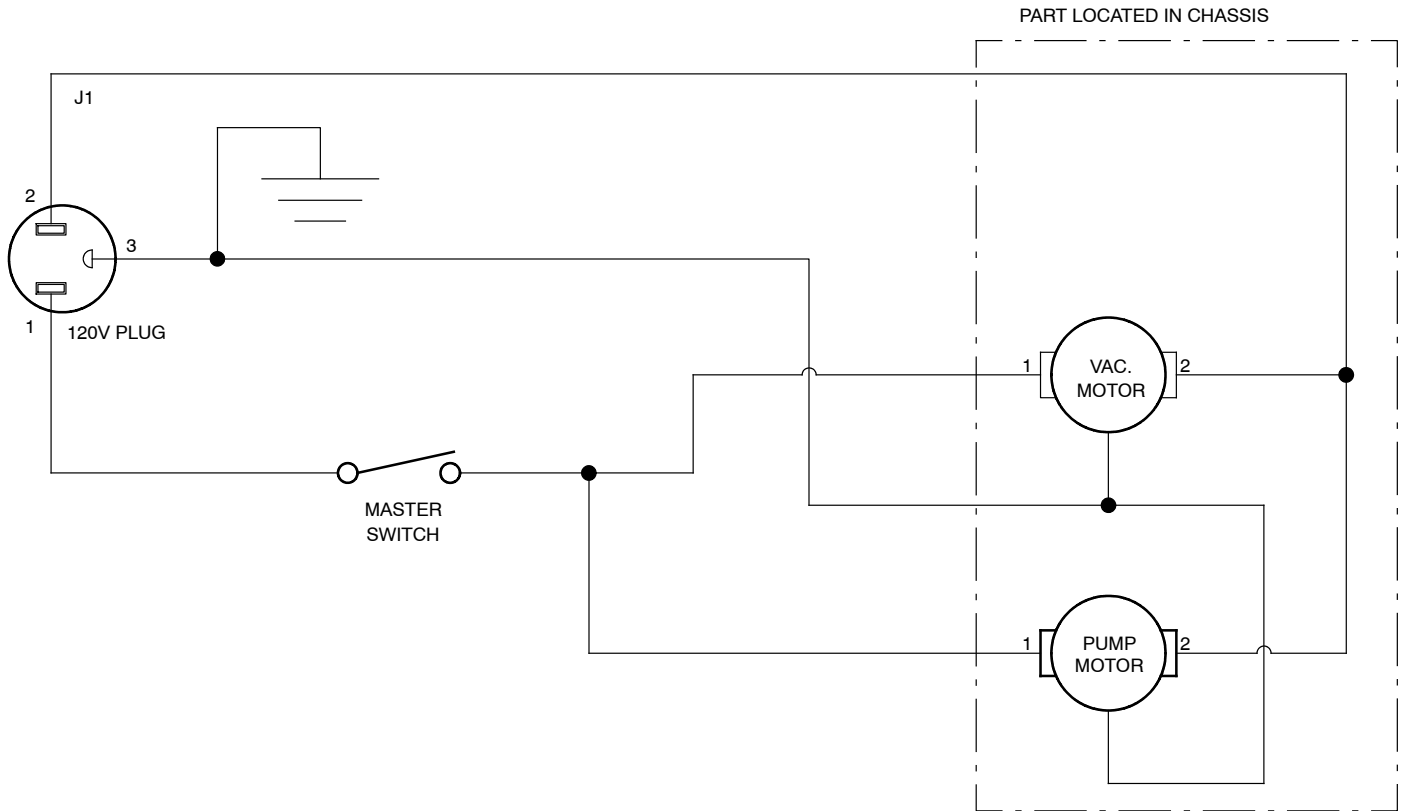 PART LOCATED IN CHASSIS
J1
2
3
1
120V PLUG
1
VAC.
MOTOR
2
MASTER
SWITCH
1
PUMP
MOTOR
2